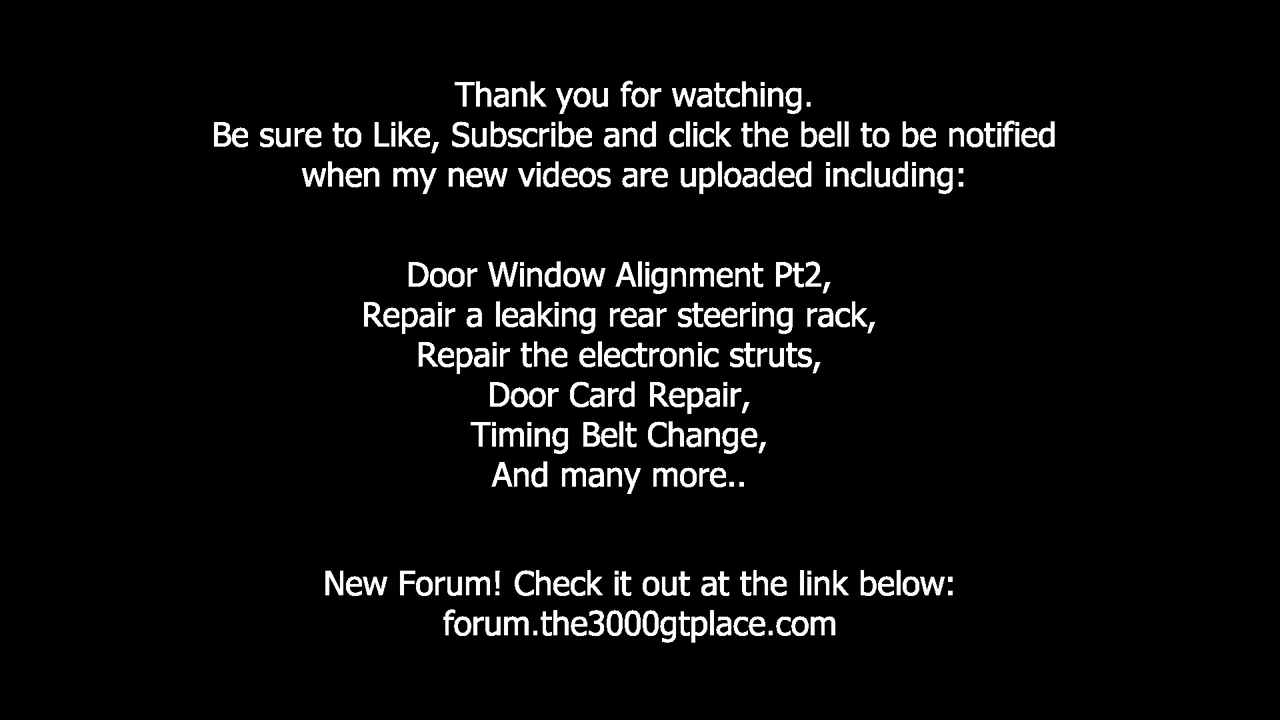 Thank you for watching.
Be sure to Like, Subscribe and click the bell to be notified
when my new videos are uploaded including:
Door Window Alignment Pt2,
Repair a leaking rear steering rack,
Repair the electronic struts,
Door Card Repair,
Timing Belt Change,
And many more..
New Forum! Check it out at the link below:
forum.the3000gtplace.com